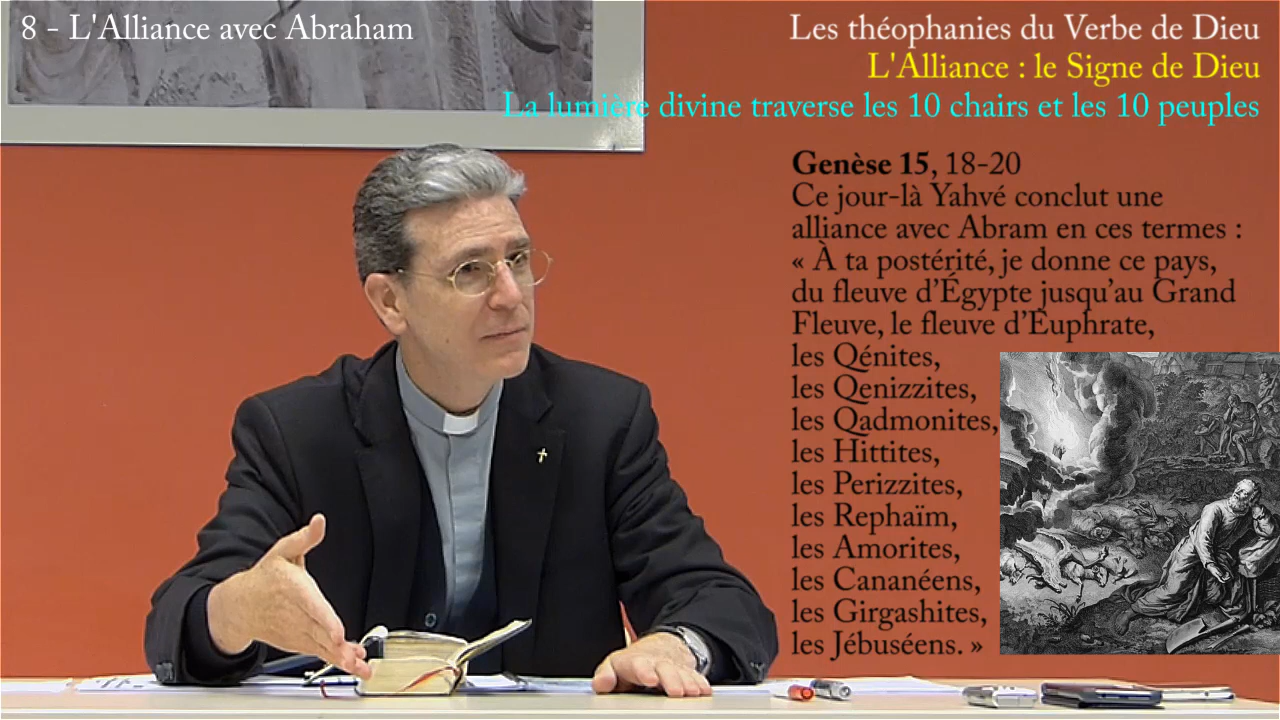 8 - L'Alliance avec Abraham
Les théophanies du Verbe de Dieu
L'Alliance : le Signe de Dieu
La lumière divine traverse les 10 chairs et les 10 peuples
Genèse 15, 18-20
Ce jour-là Yahvé conclut une
alliance avec Abram en ces termes :
« À ta postérité, je donne ce pays,
du fleuve d’Égypte jusqu’au Grand
Fleuve, le fleuve d’Euphrate,
les Qénites,
les Qenizzites,
les Qadmonites,
les Hittites,
les Perizzites,
les Rephaïm,
les Amorites,
les Cananéens,
les Girgashites,
les Jébuséens. »